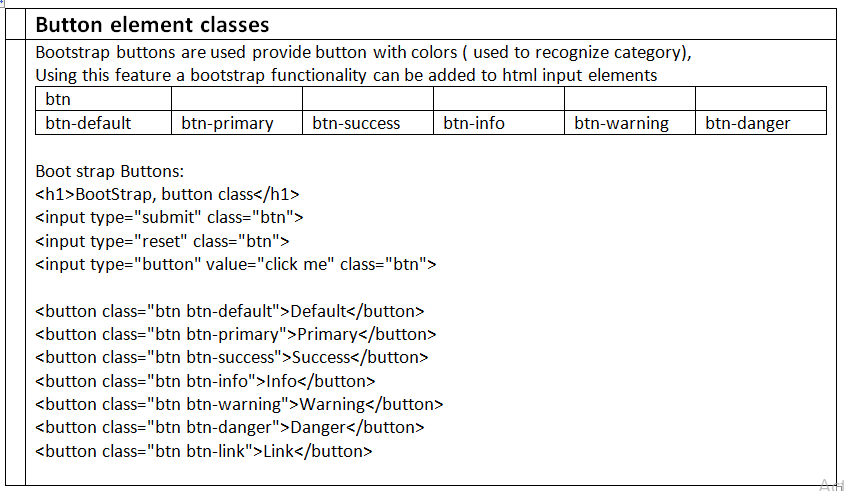 Button element classes
Bootstrap buttons are used provide button with colors ( used to recognize category),
Using this feature a bootstrap functionality can be added to html input elements
btn
btn-default btn-primary btn-success btn-info btn-warning btn-danger
Boot strap Buttons:
<h1>BootStrap, button class</h1>
<input type="submit" class="btn">
<input type="reset" class="btn">
<input type="button" value="click me" class="btn">
<button class="btn btn-default">Default</button>
<button class="btn btn-primary">Primary</button>
<button class="btn btn-success">Success</button>
<button class="btn btn-info">Info</button>
<button class="btn btn-warning">Warning</button>
<button class="btn btn-danger">Danger</button>
<button class="btn btn-link">Link</button>